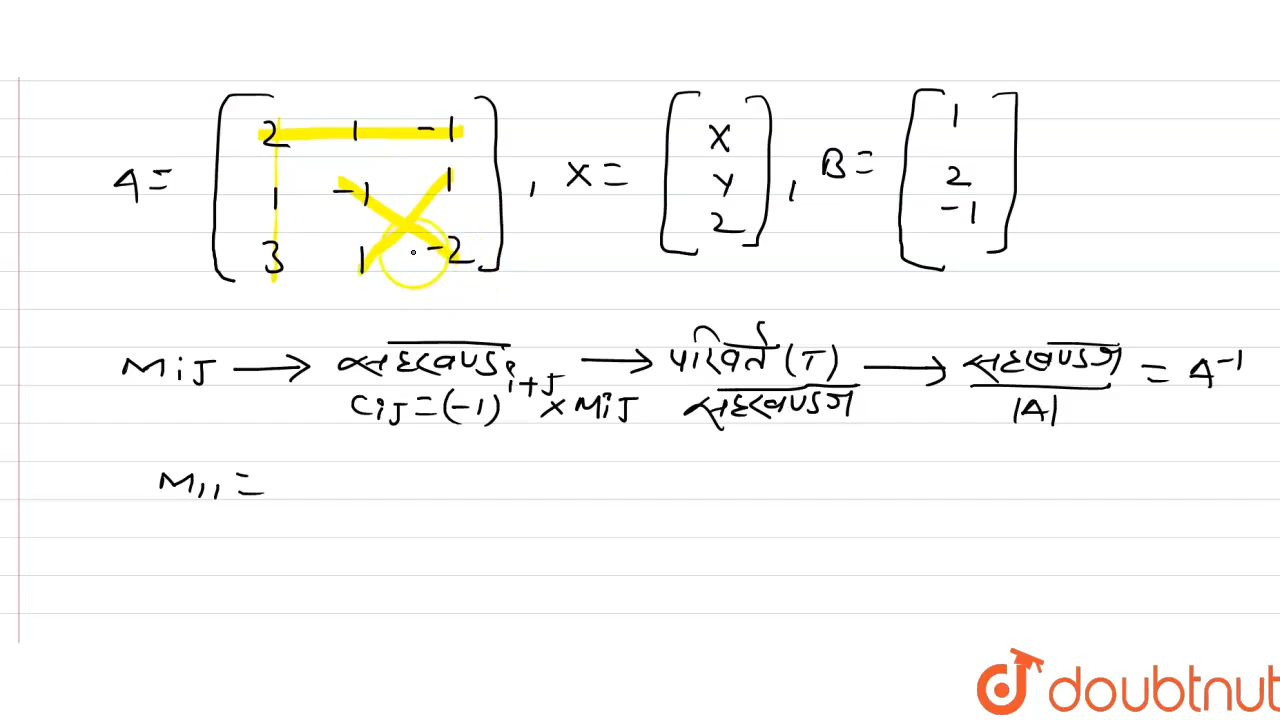 A = [ 2 1 -1
1 -1 1
3 1 -2 ] , X = [ x
y
z ] , B = [ 1
2
-1 ]
Mij → सहखण्ड → परिवर्त (T) → सहखण्डज = A⁻¹
Cij = (-1)^i+j × Mij सहखण्डज |A|
M11 =
doubtnut